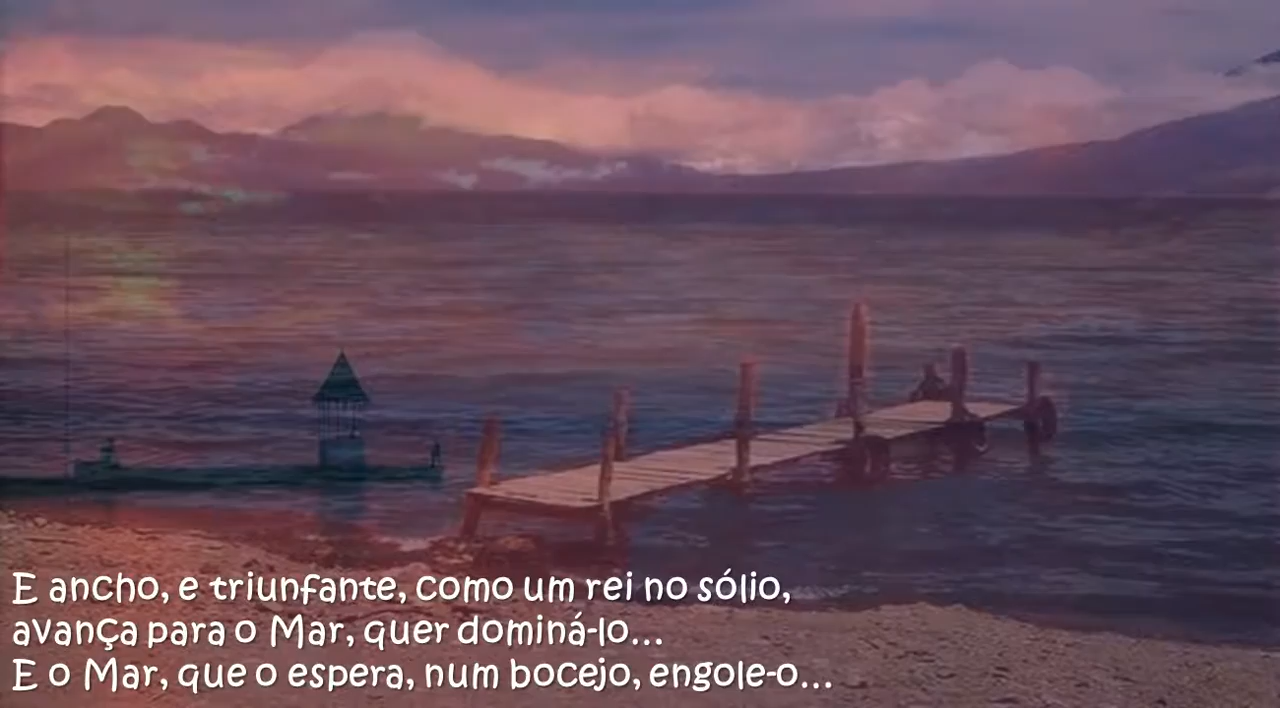 E ancho, e triunfante, como um rei no sólio,
avança para o Mar, quer dominá-lo...
E o Mar, que o espera, num bocejo, engole-o...